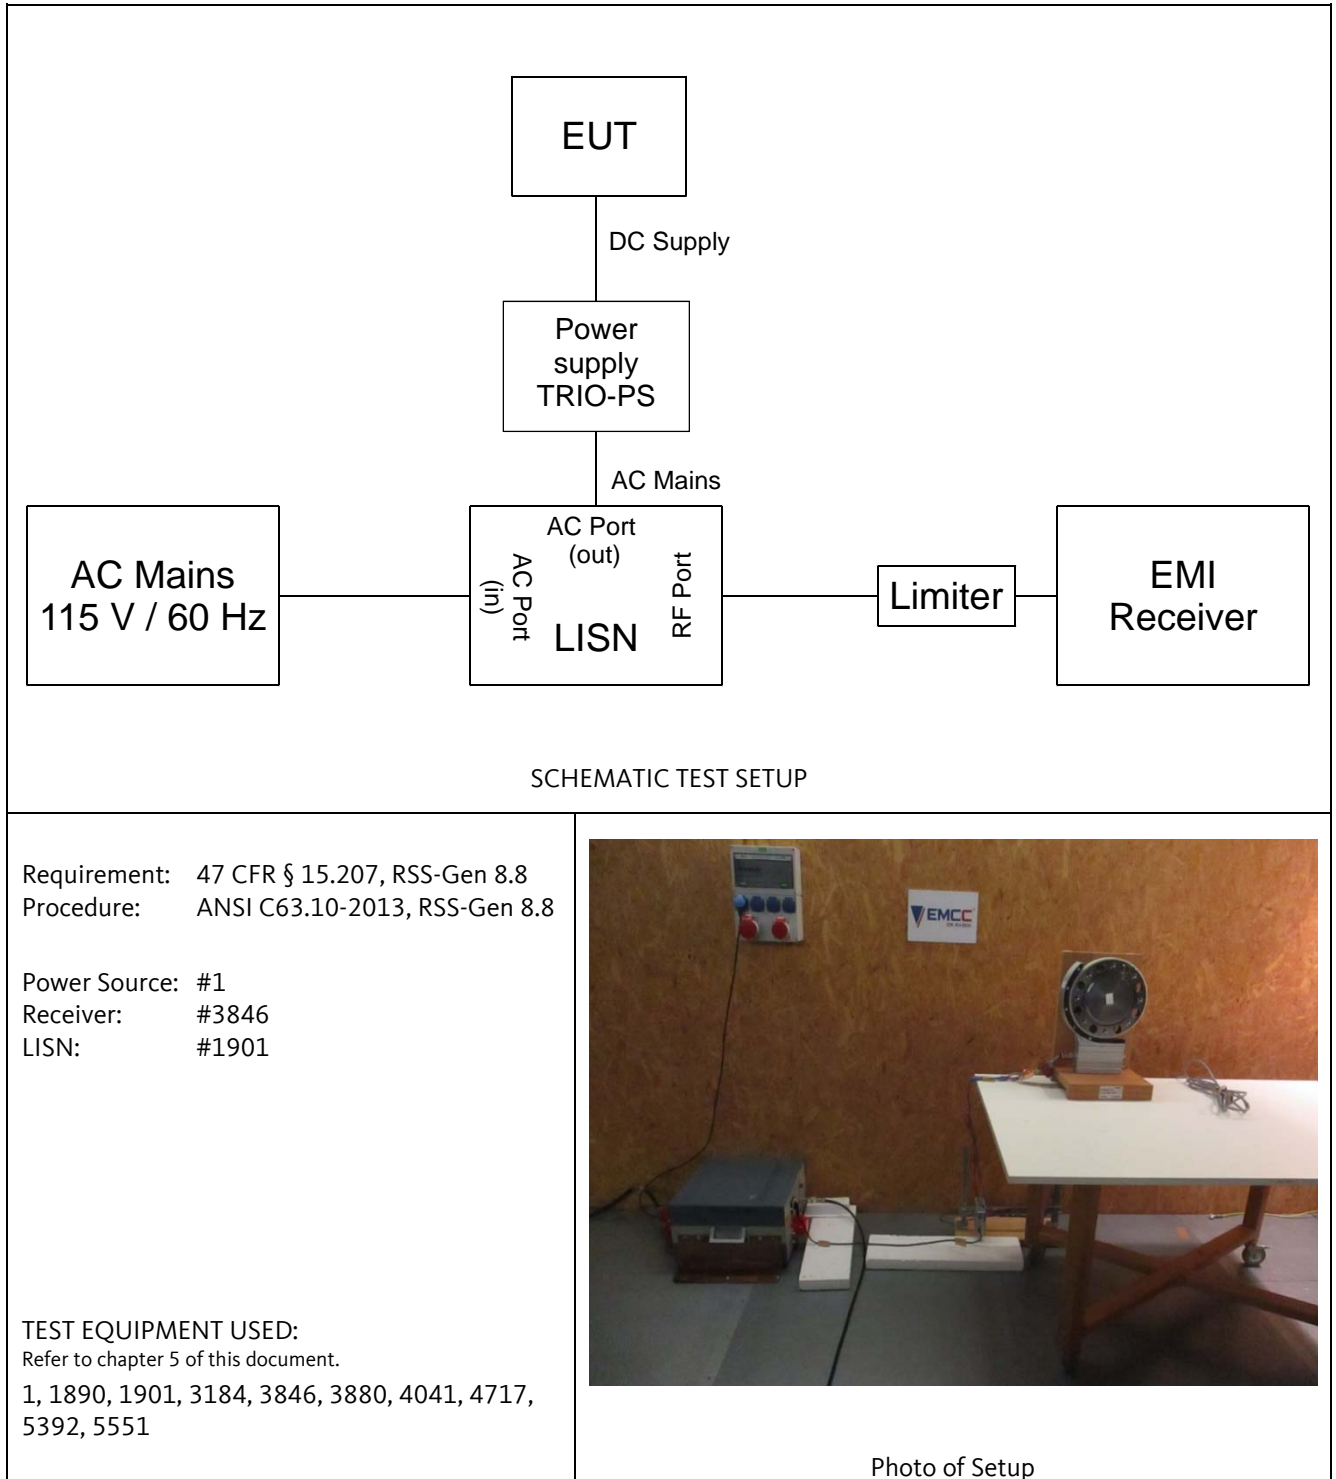 EUT
DC Supply
Power
supply
TRIO-PS
AC Mains
AC Mains
115 V / 60 Hz
AC Port
(out)
AC Port
(in)
RF Port
LISN
Limiter
EMI
Receiver
SCHEMATIC TEST SETUP
Requirement: 47 CFR § 15.207, RSS-Gen 8.8
Procedure: ANSI C63.10-2013, RSS-Gen 8.8
Power Source: #1
Receiver: #3846
LISN: #1901
TEST EQUIPMENT USED:
Refer to chapter 5 of this document.
1, 1890, 1901, 3184, 3846, 3880, 4041, 4717,
5392, 5551
EMCC
Photo of Setup